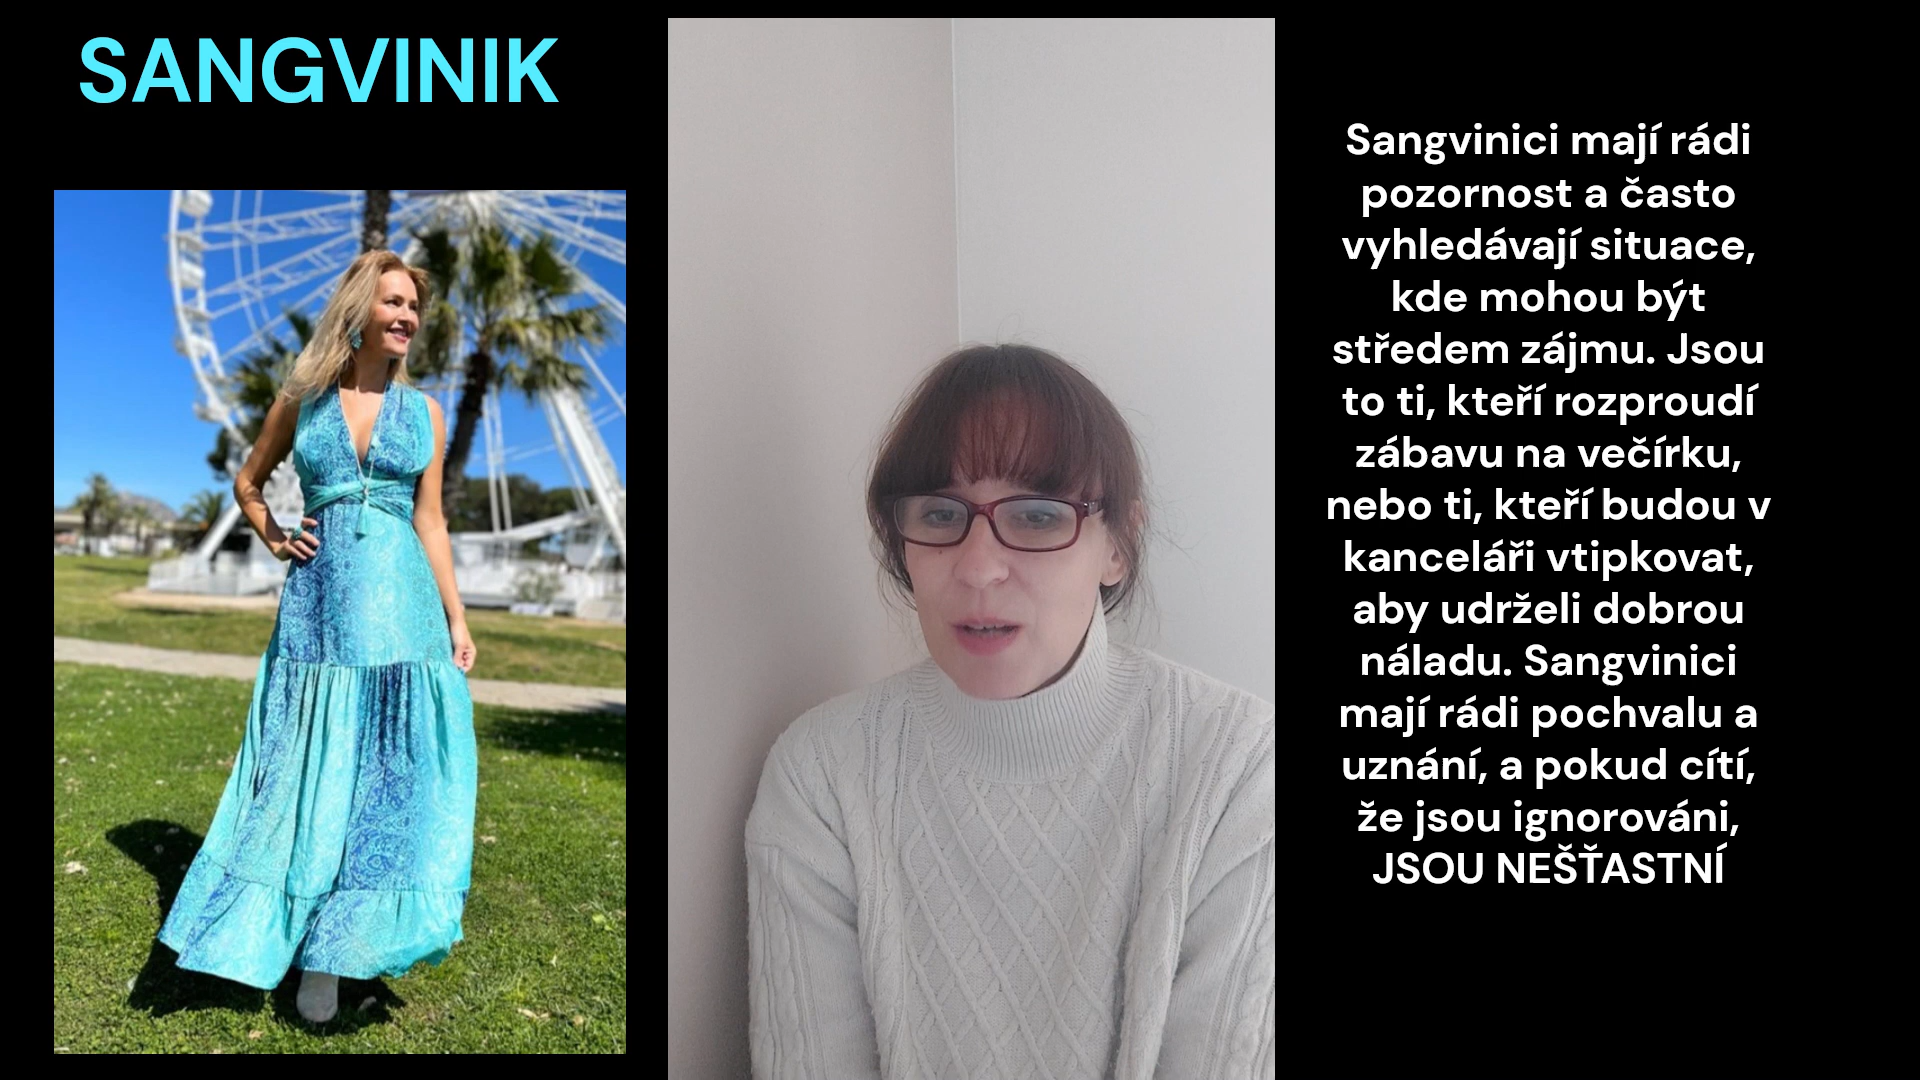 SANGVINIK
Sangvinici mají rádi
pozornost a často
vyhledávají situace,
kde mohou být
středem zájmu. Jsou
to ti, kteří rozproudí
zábavu na večírku,
nebo ti, kteří budou v
kanceláři vtipkovat,
aby udrželi dobrou
náladu. Sangvinici
mají rádi pochvalu a
uznání, a pokud cítí,
že jsou ignorováni,
JSOU NEŠŤASTNÍ